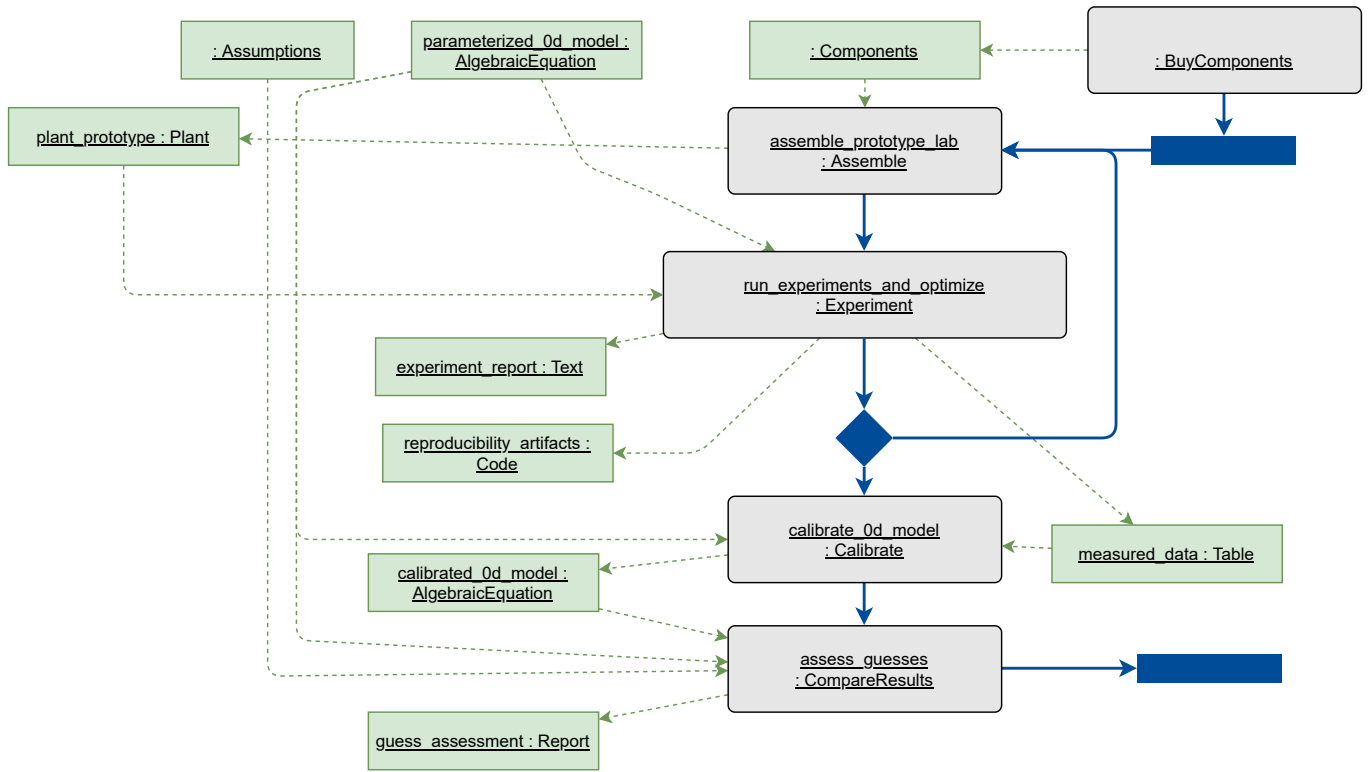 : Assumptions
parameterized_0d_model :
AlgebraicEquation
: Components
: BuyComponents
plant_prototype : Plant
assemble_prototype_lab
: Assemble
run_experiments_and_optimize
: Experiment
experiment_report : Text
reproducibility_artifacts :
Code
calibrate_0d_model
: Calibrate
measured_data : Table
calibrated_0d_model :
AlgebraicEquation
assess_guesses
: CompareResults
guess_assessment : Report